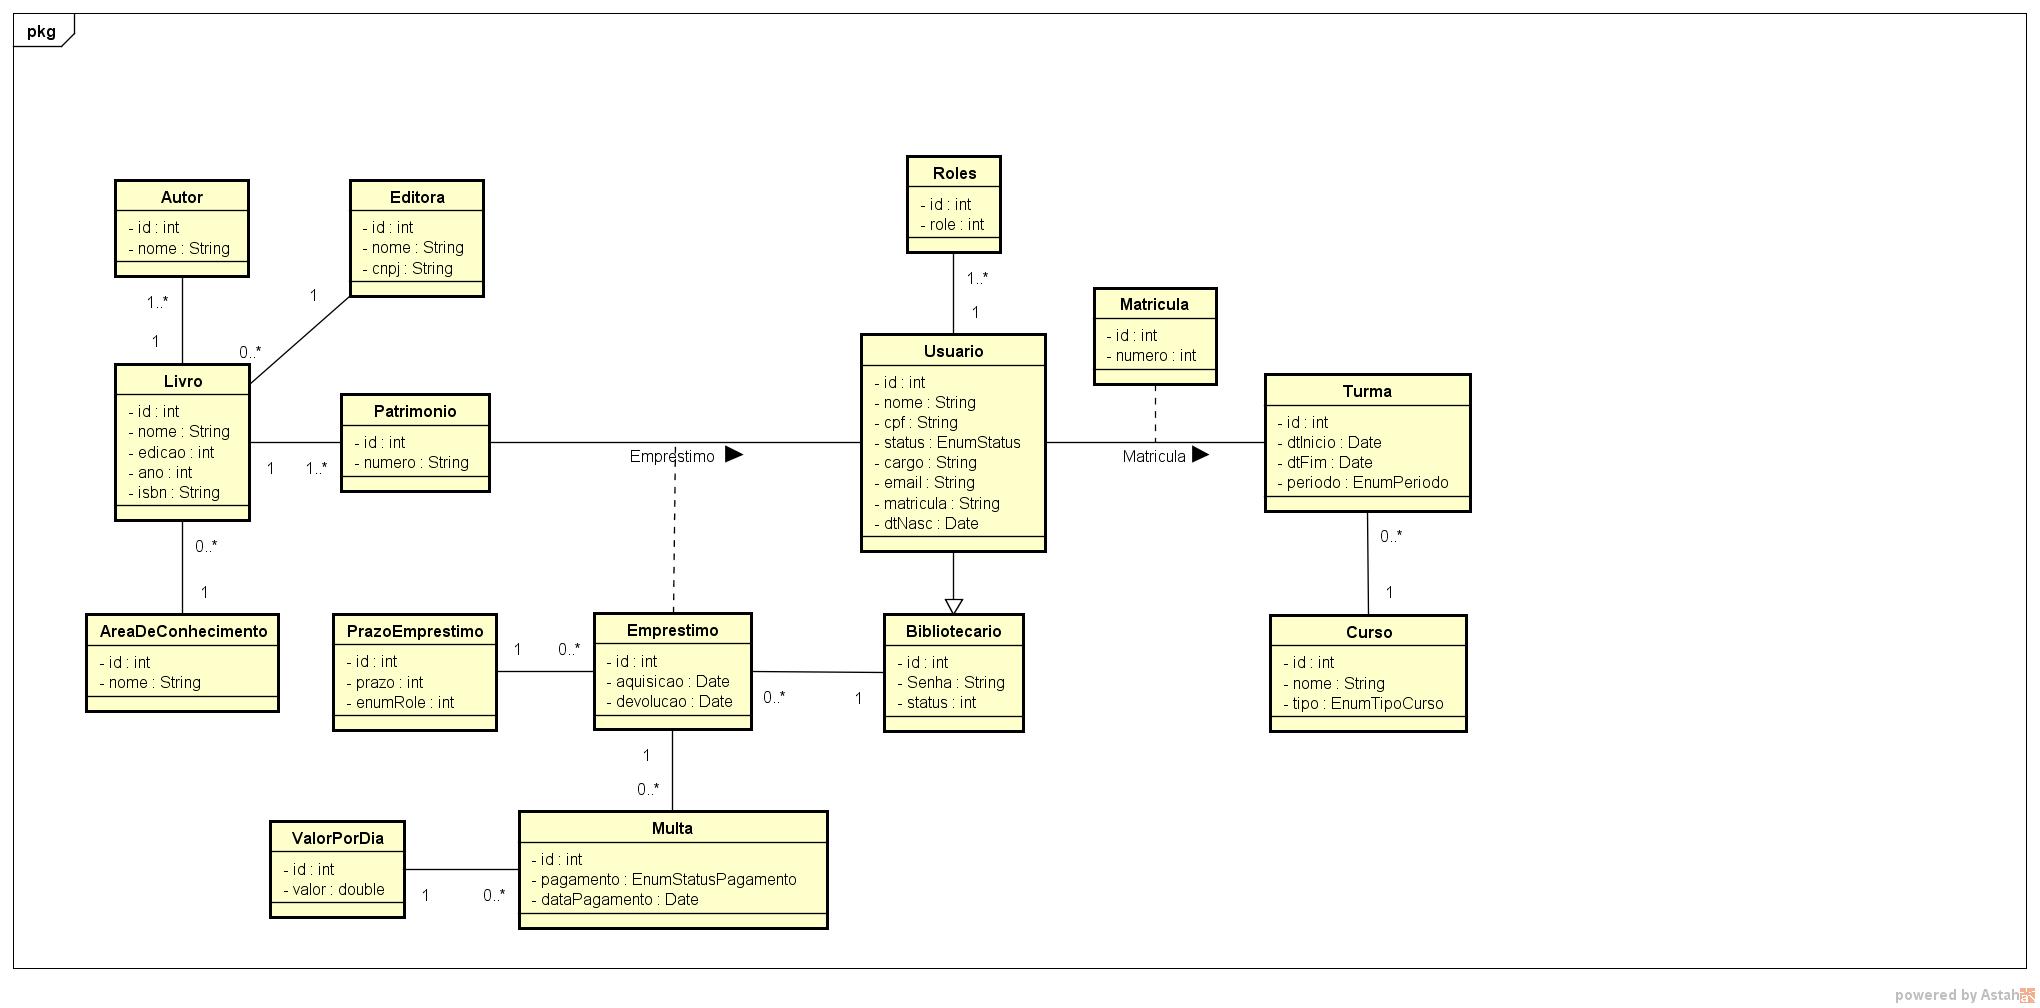 pkg
Roles
- id : int
- role : int
Autor
- id : int
- nome : String
Editora
- id : int
- nome : String
- cnpj : String
1..*
1
1
0..*
1..*
1
Matricula
- id : int
- numero : int
Livro
- id : int
- nome : String
- edicao : int
- ano : int
- isbn : String
1
1..*
Patrimonio
- id : int
- numero : String
Emprestimo
Usuario
- id : int
- nome : String
- cpf : String
- status : EnumStatus
- cargo : String
- email : String
- matricula : String
- dtNasc : Date
Matricula
Turma
- id : int
- dtInicio : Date
- dtFim : Date
- periodo : EnumPeriodo
0..*
1
0..*
1
AreaDeConhecimento
- id : int
- nome : String
PrazoEmprestimo
- id : int
- prazo : int
- enumRole : int
1
0..*
Emprestimo
- id : int
- aquisicao : Date
- devolucao : Date
0..*
1
Bibliotecario
- id : int
- Senha : String
- status : int
Curso
- id : int
- nome : String
- tipo : EnumTipoCurso
1
0..*
ValorPorDia
- id : int
- valor : double
1
0..*
Multa
- id : int
- pagamento : EnumStatusPagamento
- dataPagamento : Date
powered by Astah